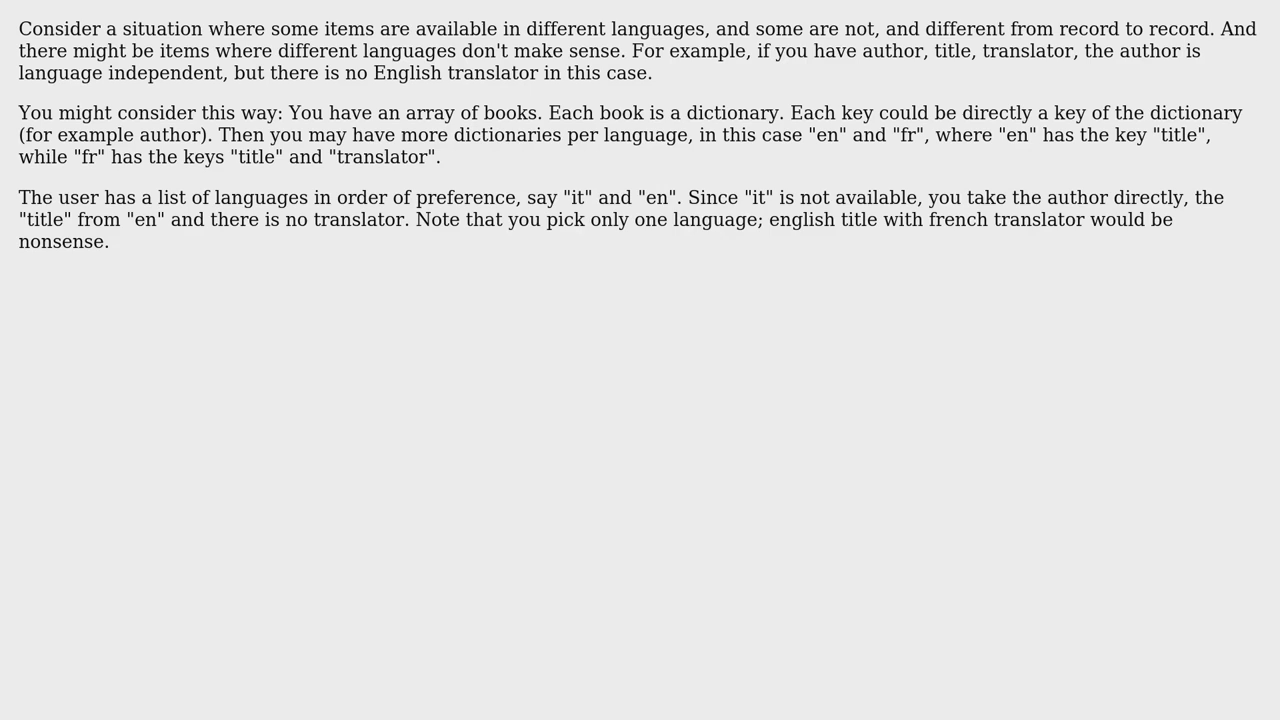 Consider a situation where some items are available in different languages, and some are not, and different from record to record. And
there might be items where different languages don't make sense. For example, if you have author, title, translator, the author is
language independent, but there is no English translator in this case.
You might consider this way: You have an array of books. Each book is a dictionary. Each key could be directly a key of the dictionary
(for example author). Then you may have more dictionaries per language, in this case "en" and "fr", where "en" has the key "title",
while "fr" has the keys "title" and "translator".
The user has a list of languages in order of preference, say "it" and "en". Since "it" is not available, you take the author directly, the
"title" from "en" and there is no translator. Note that you pick only one language; english title with french translator would be
nonsense.